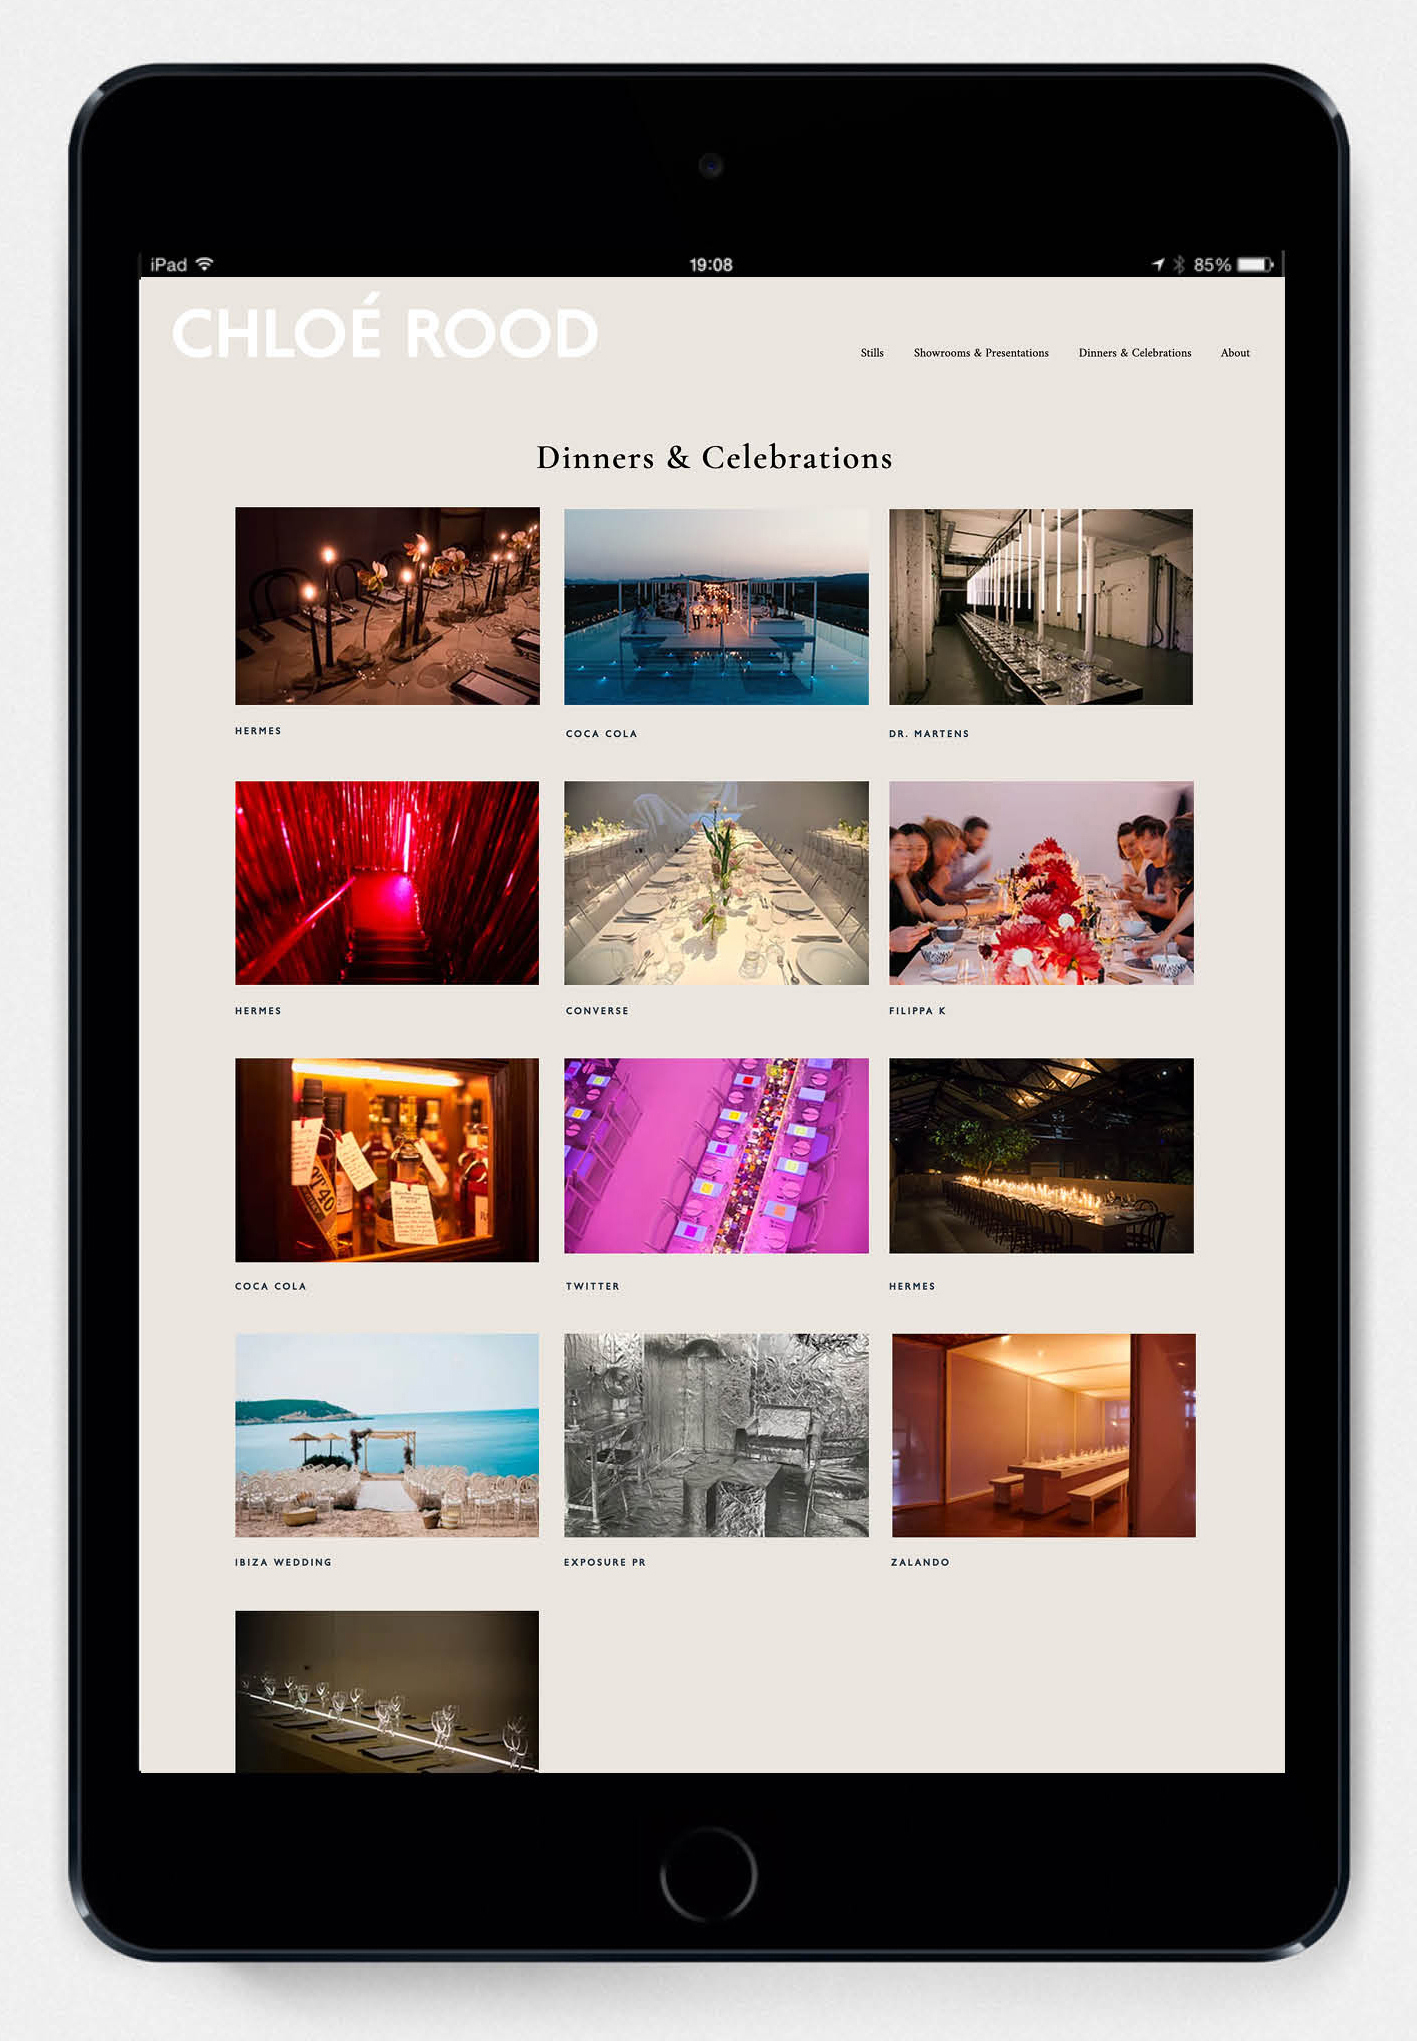 iPad 19:08 85%
CHLOÉ ROOD
Stills Showrooms & Presentations Dinners & Celebrations About
Dinners & Celebrations
HERMES COCA COLA DR. MARTENS
HERMES CONVERSE FILIPPA K
COCA COLA TWITTER HERMES
IBIZA WEDDING EXPOSURE PR ZALANDO